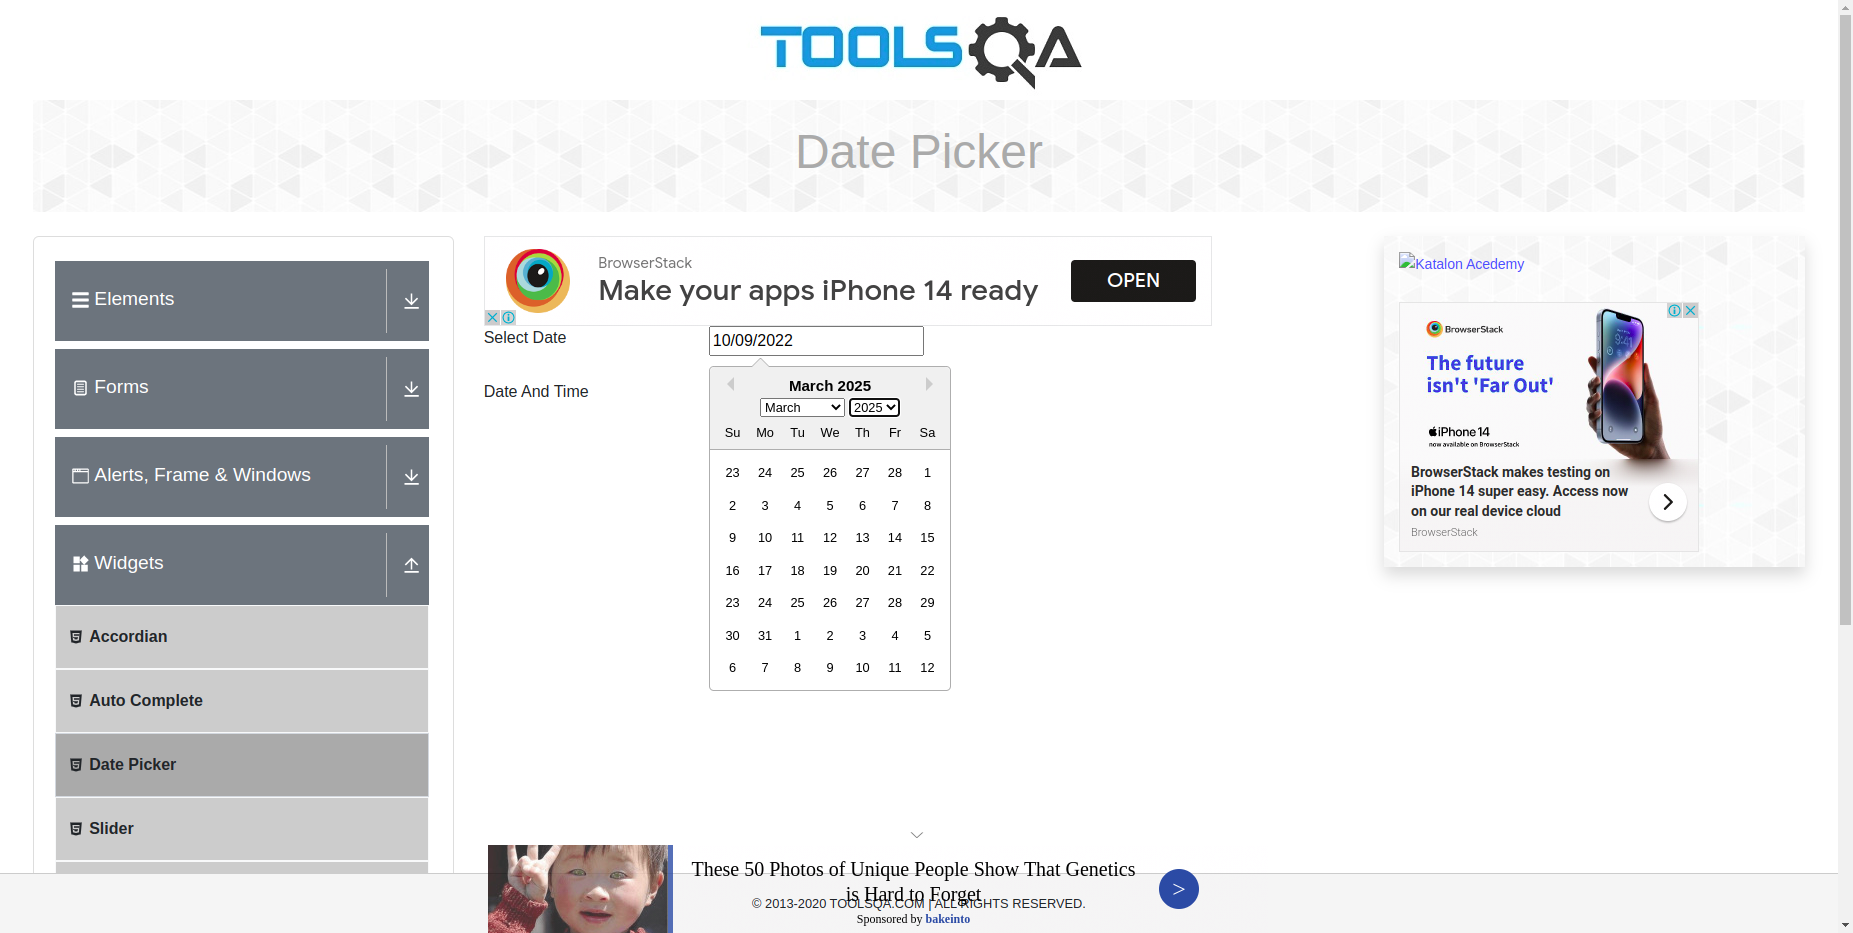 TOOLSQA
Date Picker
Elements
Forms
Alerts, Frame & Windows
Widgets
Accordian
Auto Complete
Date Picker
Slider
BrowserStack
Make your apps iPhone 14 ready
OPEN
Select Date
10/09/2022
Date And Time
March 2025
March 2025
Su Mo Tu We Th Fr Sa
23 24 25 26 27 28 1
2 3 4 5 6 7 8
9 10 11 12 13 14 15
16 17 18 19 20 21 22
23 24 25 26 27 28 29
30 31 1 2 3 4 5
6 7 8 9 10 11 12
Katalon Acedemy
BrowserStack
The future
isn't 'Far Out'
iPhone 14
now available on BrowserStack
BrowserStack makes testing on
iPhone 14 super easy. Access now
on our real device cloud
BrowserStack
These 50 Photos of Unique People Show That Genetics
is Hard to Forget
>
© 2013-2020 TOOLSQA.COM | ALL RIGHTS RESERVED.
Sponsored by bakeinto